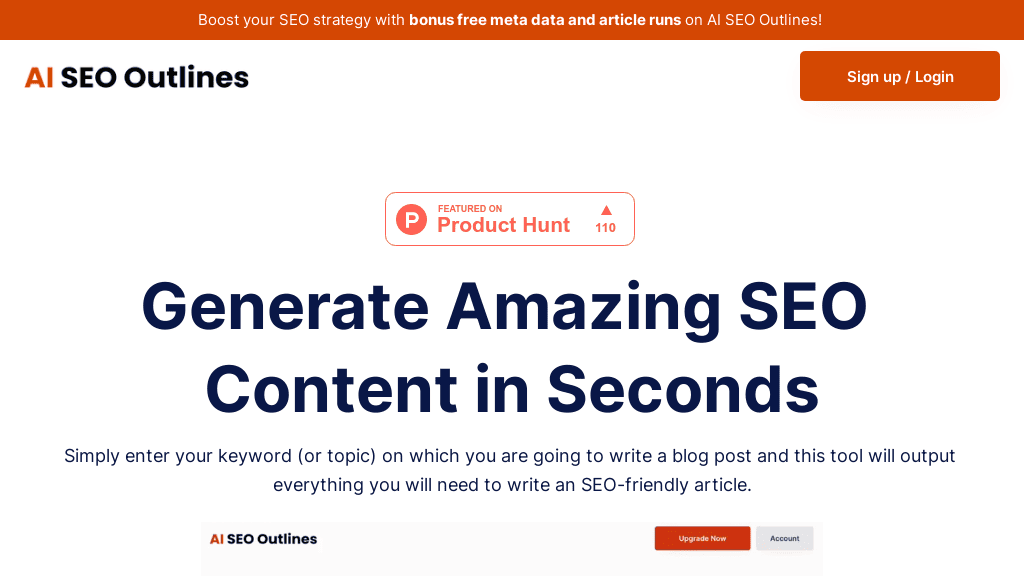 Boost your SEO strategy with bonus free meta data and article runs on AI SEO Outlines!
AI SEO Outlines
Sign up / Login
P
FEATURED ON
Product Hunt
110
Generate Amazing SEO
Content in Seconds
Simply enter your keyword (or topic) on which you are going to write a blog post and this tool will output
everything you will need to write an SEO-friendly article.
AI SEO Outlines
Upgrade Now
Account